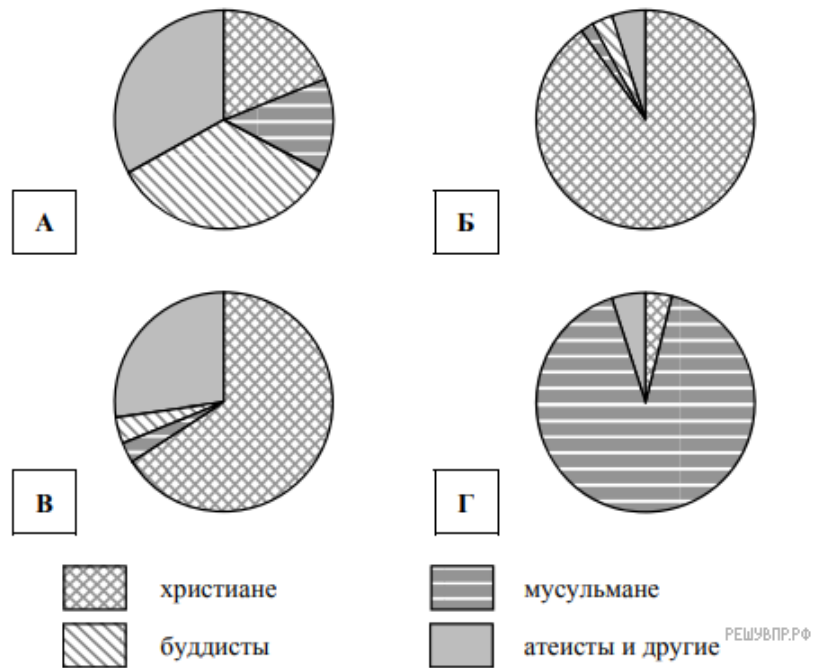 А
Б
В
Г
христиане
мусульмане
буддисты
атеисты и другие
РЕШУВПР.РФ